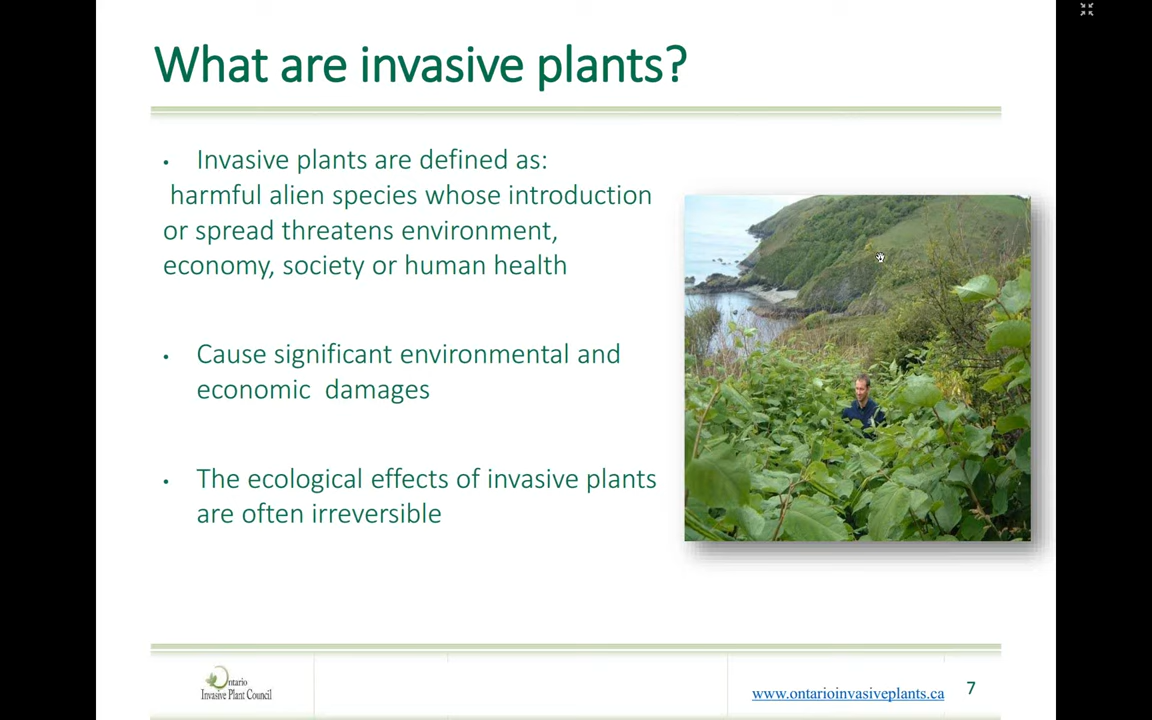 What are invasive plants?
• Invasive plants are defined as:
harmful alien species whose introduction
or spread threatens environment,
economy, society or human health
• Cause significant environmental and
economic damages
• The ecological effects of invasive plants
are often irreversible
Ontario
Invasive Plant Council
www.ontarioinvasiveplants.ca
7